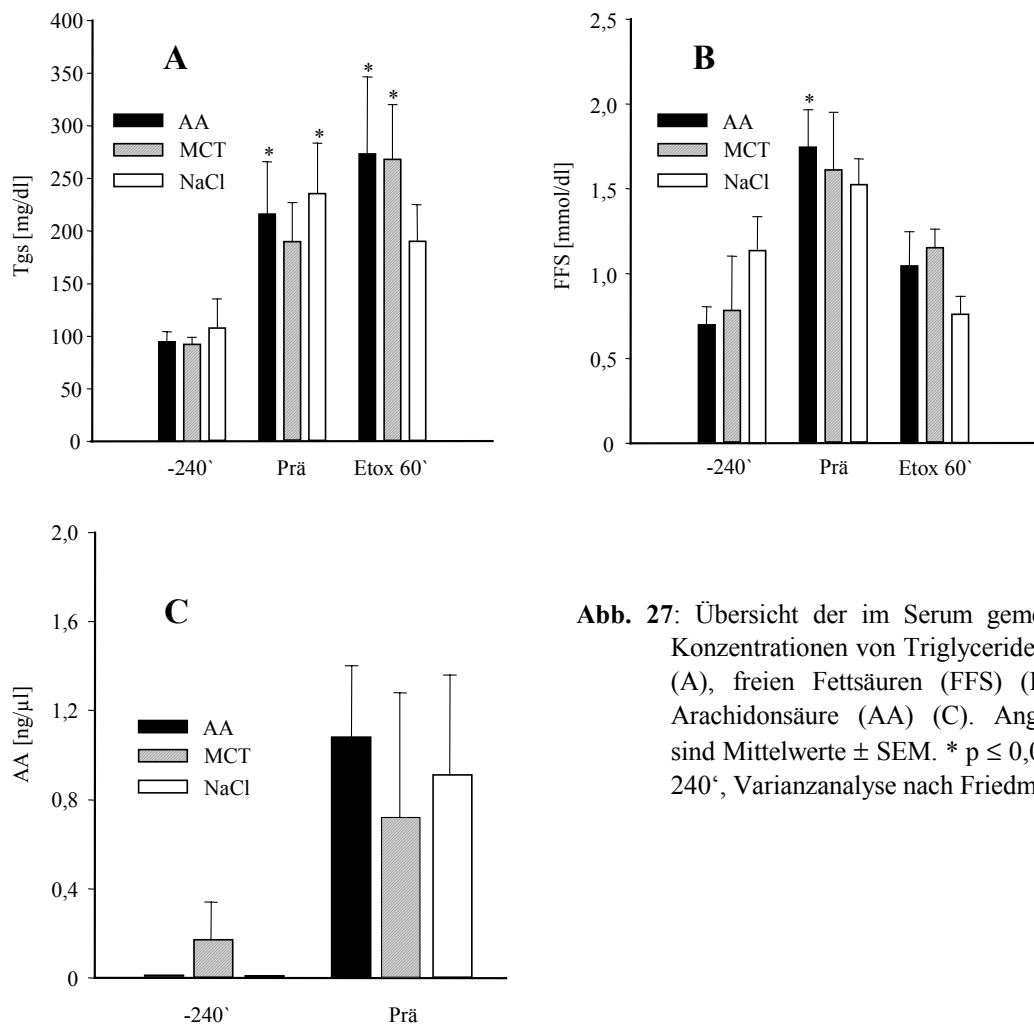 400
350
300
250
200
150
100
50
0
Tgs [mg/dl]
A
AA
MCT
NaCl
*
*
*
*
-240`
Prä
Etox 60`
2,5
2,0
1,5
1,0
0,5
0
FFS [mmol/dl]
B
AA
MCT
NaCl
*
-240`
Prä
Etox 60`
2,0
1,6
1,2
0,8
0,4
0
AA [ng/µl]
C
AA
MCT
NaCl
-240`
Prä
Abb. 27: Übersicht der im Serum geme
Konzentrationen von Triglyceride
(A), freien Fettsäuren (FFS) (
Arachidonsäure (AA) (C). Ang
sind Mittelwerte ± SEM. * p ≤ 0,0
240‘, Varianzanalyse nach Friedm